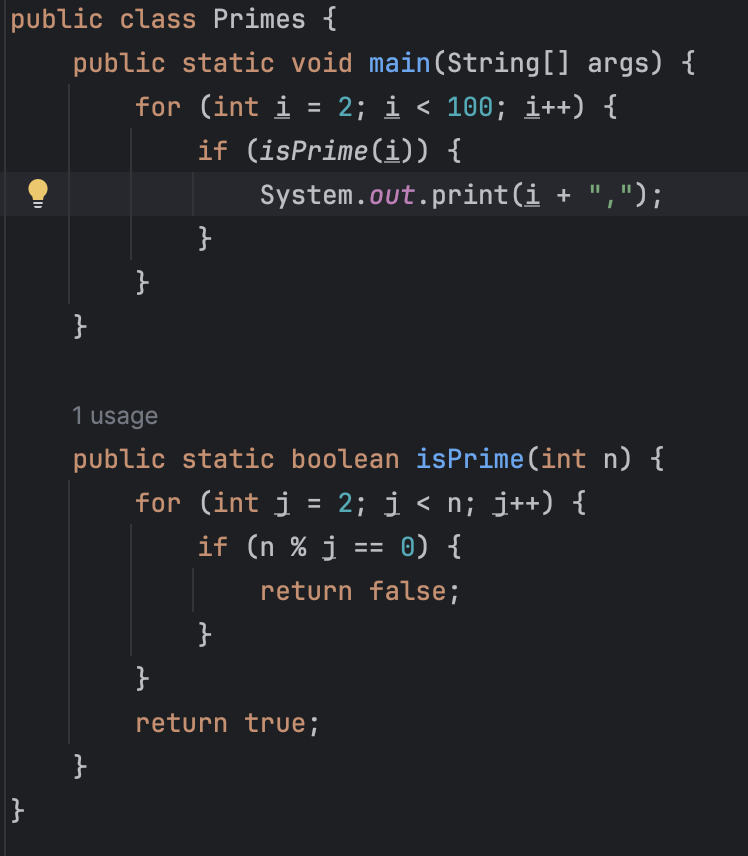 public class Primes {
    public static void main(String[] args) {
        for (int i = 2; i < 100; i++) {
            if (isPrime(i)) {
                System.out.print(i + ",");
            }
        }
    }

    1 usage
    public static boolean isPrime(int n) {
        for (int j = 2; j < n; j++) {
            if (n % j == 0) {
                return false;
            }
        }
        return true;
    }
}